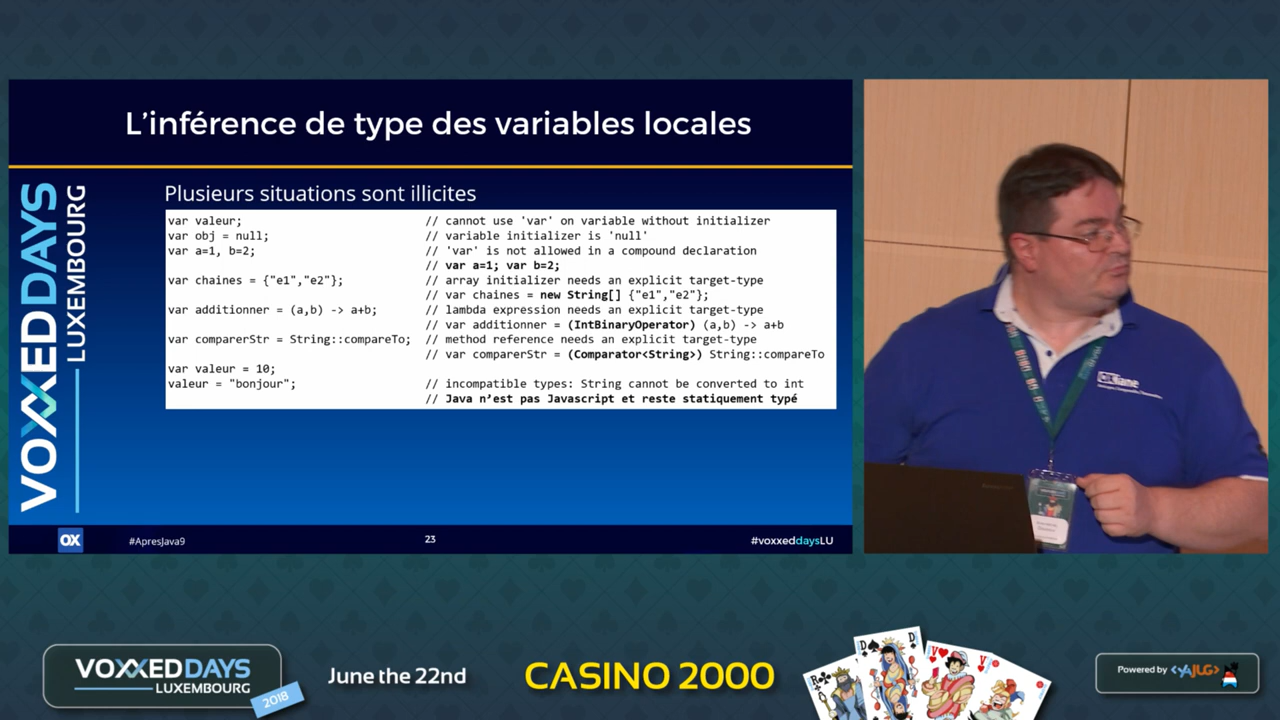 L'inférence de type des variables locales
VOXXEDDAYS
LUXEMBOURG
Plusieurs situations sont illicites
var valeur; // cannot use 'var' on variable without initializer
var obj = null; // variable initializer is 'null'
var a=1, b=2; // 'var' is not allowed in a compound declaration
// var a=1; var b=2;
var chaines = {"e1","e2"}; // array initializer needs an explicit target-type
// var chaines = new String[] {"e1","e2"};
var additionner = (a,b) -> a+b; // lambda expression needs an explicit target-type
// var additionner = (IntBinaryOperator) (a,b) -> a+b
var comparerStr = String::compareTo; // method reference needs an explicit target-type
// var comparerStr = (Comparator<String>) String::compareTo
var valeur = 10;
valeur = "bonjour"; // incompatible types: String cannot be converted to int
// Java n'est pas Javascript et reste statiquement typé
OX
#ApresJava9
23
#voxxeddaysLU
VOXXEDDAYS
LUXEMBOURG
2018
June the 22nd
CASINO 2000
Powered by <YAJUG>